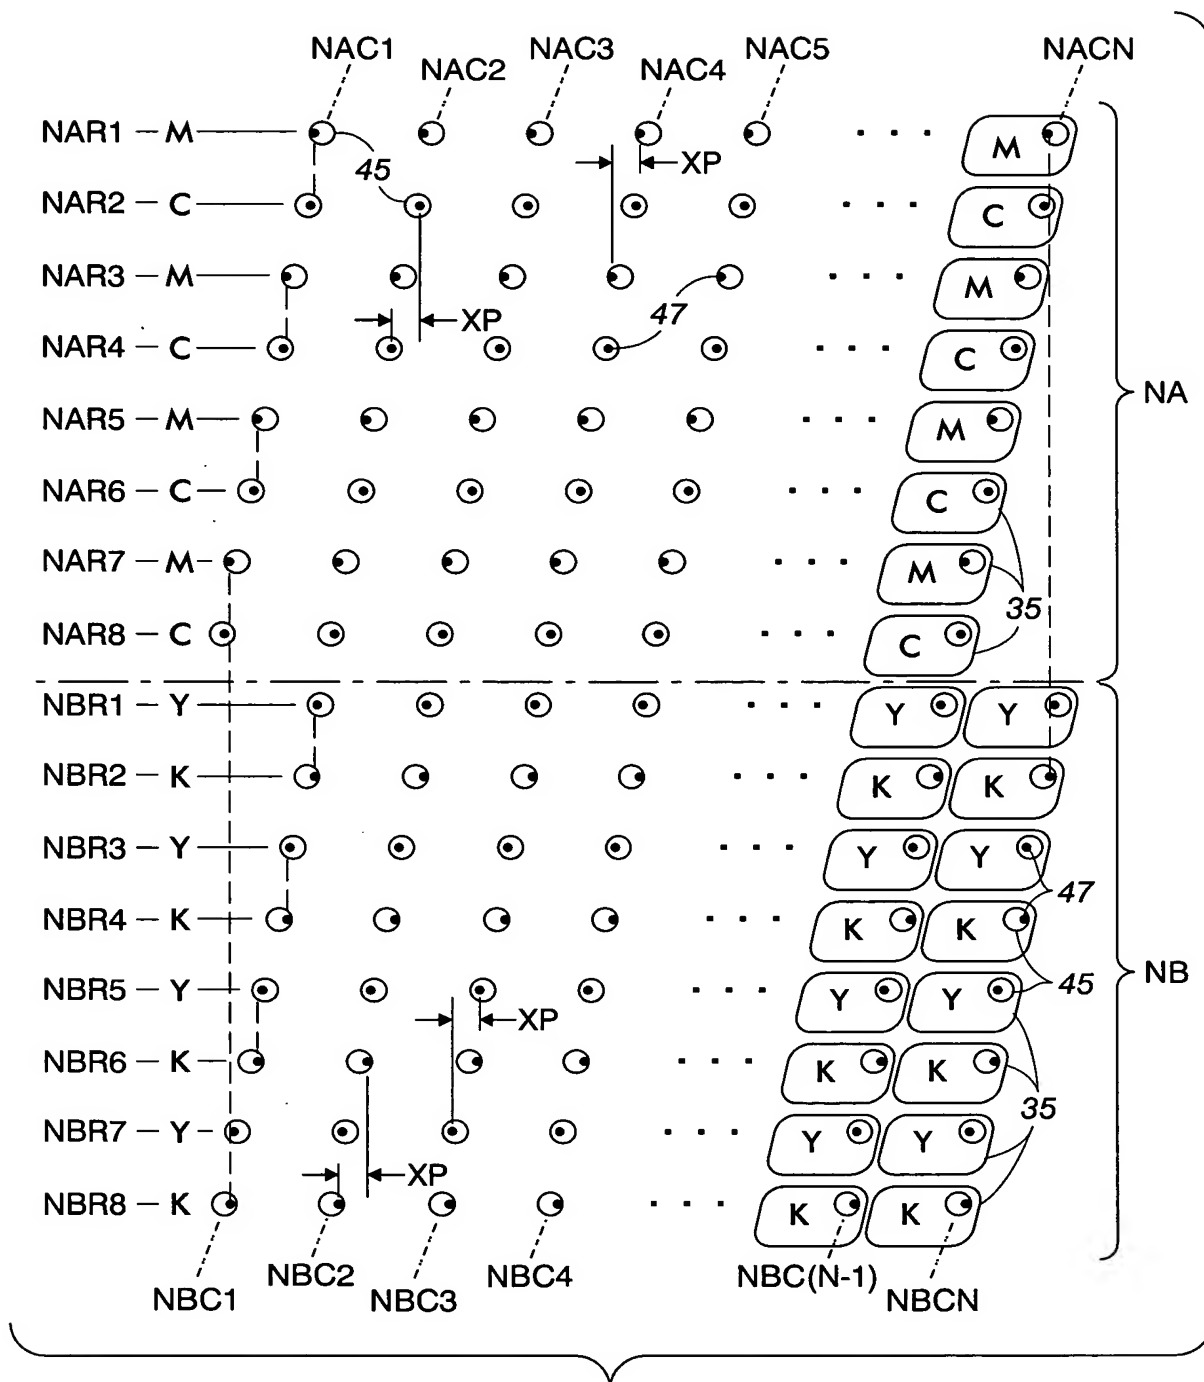 NAC1 NAC2 NAC3 NAC4 NAC5 NACN
NAR1 — M 45 XP M
NAR2 — C C
NAR3 — M XP 47 M
NAR4 — C C
NAR5 — M M
NAR6 — C C
NAR7 — M M
NAR8 — C C
35
NA
NBR1 — Y Y Y
NBR2 — K K K
NBR3 — Y Y Y
47
NBR4 — K K K
45
NBR5 — Y XP Y Y
NBR6 — K K K
35
NBR7 — Y XP Y Y
NBR8 — K K K
NB
NBC1 NBC2 NBC3 NBC4 NBC(N-1) NBCN